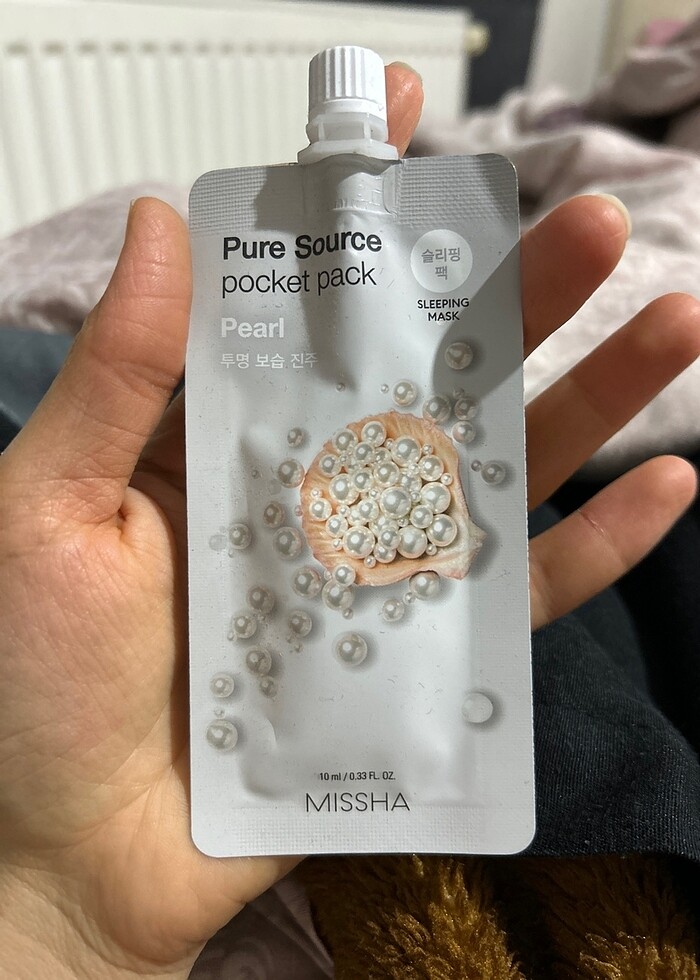 Pure Source
pocket pack
슬리핑
팩
SLEEPING
MASK
Pearl
투명 보습 진주
10 ml / 0.33 FL. OZ.
MISSHA